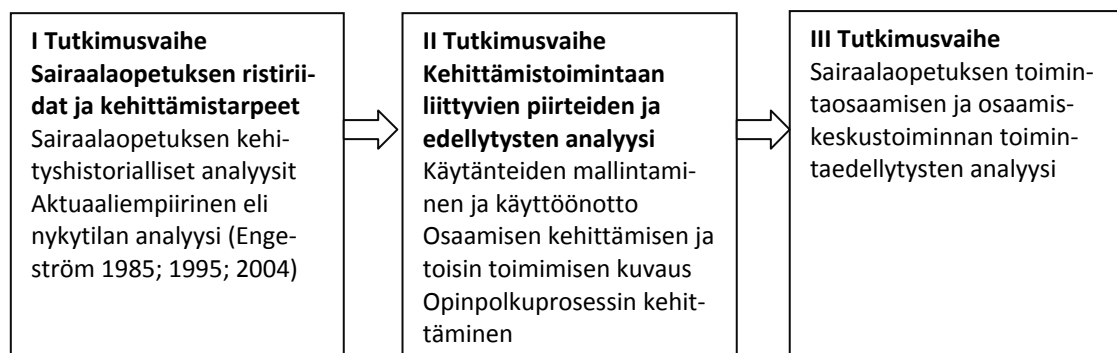 I Tutkimusvaihe
Sairaalaopetuksen ristirii-
dat ja kehittämistarpeet
Sairaalaopetuksen kehi-
tyshistorialliset analyysit
Aktuaaliempiirinen eli
nykytilan analyysi (Enge-
ström 1985; 1995; 2004)
II Tutkimusvaihe
Kehittämistoimintaan
liittyvien piirteiden ja
edellytysten analyysi
Käytänteiden mallintami-
nen ja käyttöönotto
Osaamisen kehittämisen ja
toisin toimimisen kuvaus
Opinpolkuprosessin kehit-
täminen
III Tutkimusvaihe
Sairaalaopetuksen toimin-
taosaamisen ja osaamis-
keskustoiminnan toimin-
taedellytysten analyysi